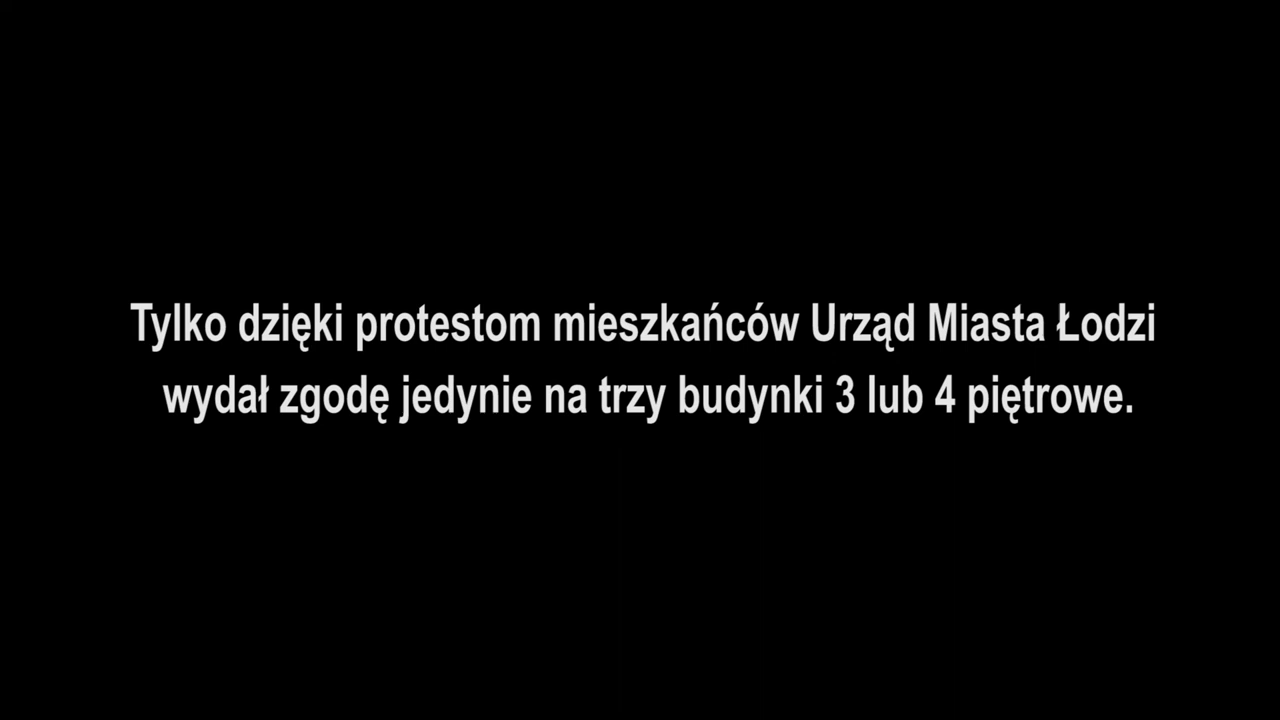 Tylko dzięki protestom mieszkańców Urząd Miasta Łodzi
wydał zgodę jedynie na trzy budynki 3 lub 4 piętrowe.